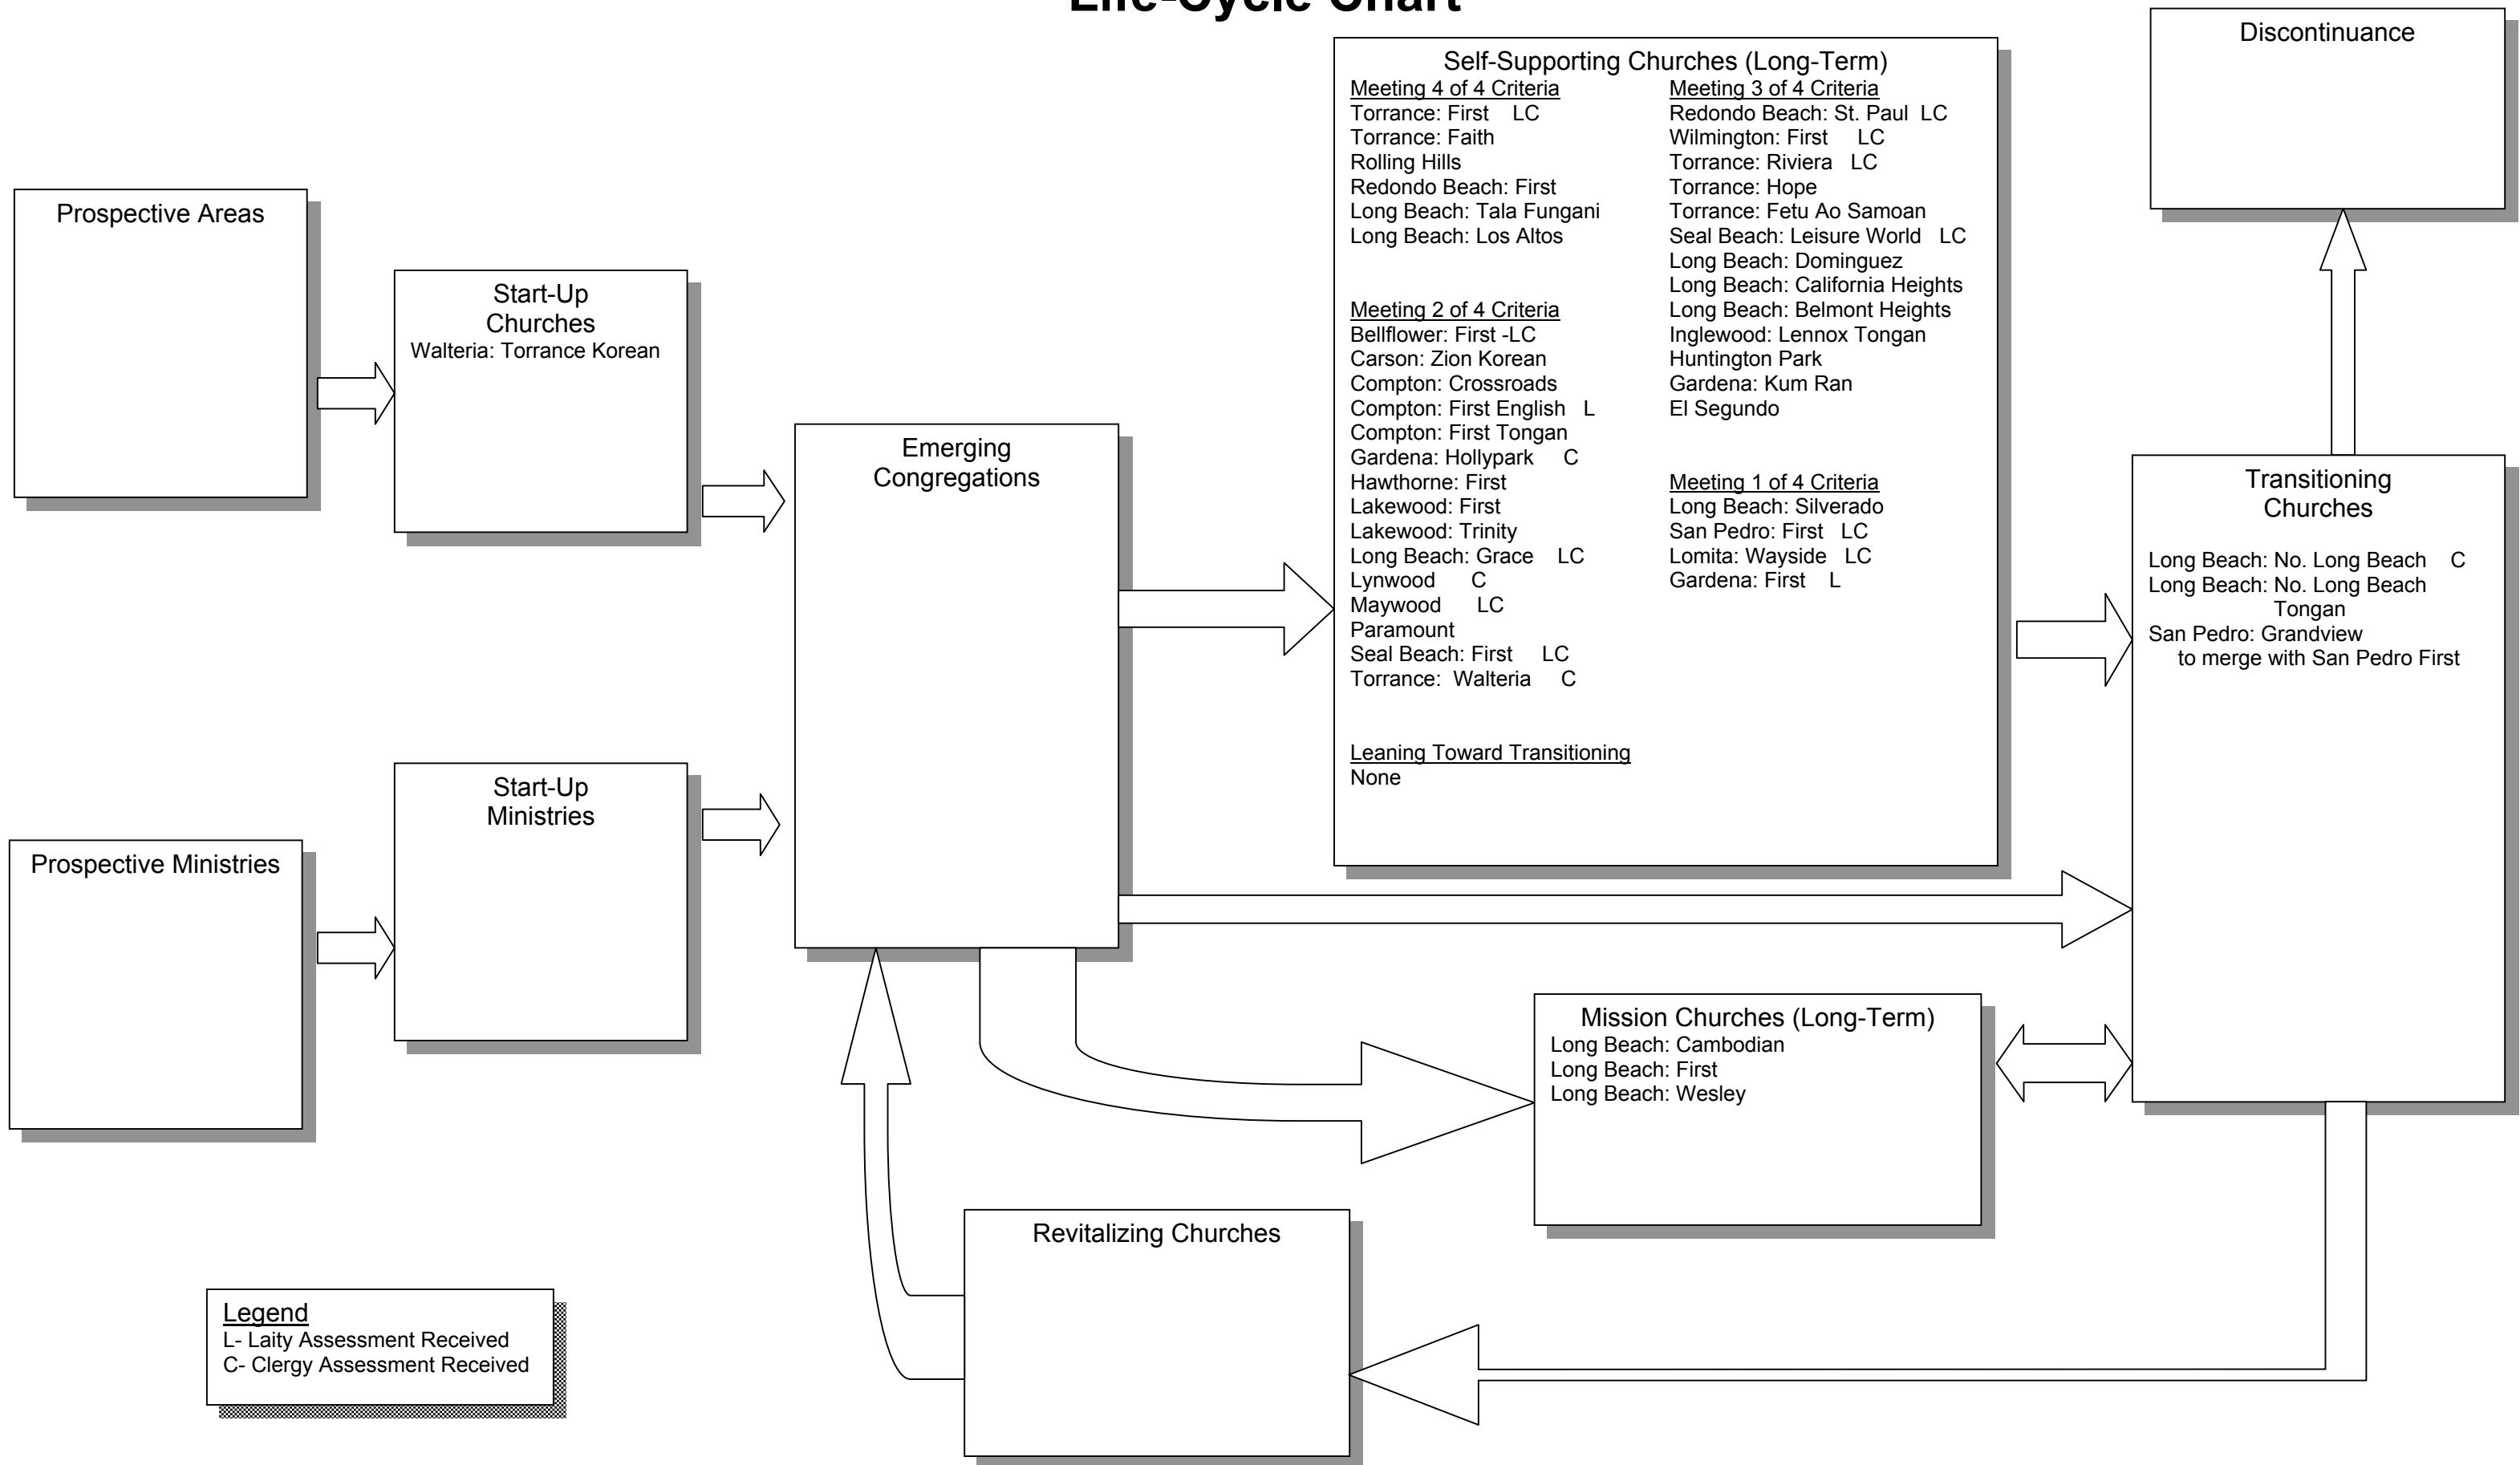 Life-Cycle Chart
Discontinuance
Self-Supporting Churches (Long-Term)
Meeting 4 of 4 Criteria
Torrance: First LC
Torrance: Faith
Rolling Hills
Redondo Beach: First
Long Beach: Tala Fungani
Long Beach: Los Altos
Meeting 2 of 4 Criteria
Bellflower: First -LC
Carson: Zion Korean
Compton: Crossroads
Compton: First English L
Compton: First Tongan
Gardena: Hollypark C
Hawthorne: First
Lakewood: First
Lakewood: Trinity
Long Beach: Grace LC
Lynwood C
Maywood LC
Paramount
Seal Beach: First LC
Torrance: Walteria C
Leaning Toward Transitioning
None
Meeting 3 of 4 Criteria
Redondo Beach: St. Paul LC
Wilmington: First LC
Torrance: Riviera LC
Torrance: Hope
Torrance: Fetu Ao Samoan
Seal Beach: Leisure World LC
Long Beach: Dominguez
Long Beach: California Heights
Long Beach: Belmont Heights
Inglewood: Lennox Tongan
Huntington Park
Gardena: Kum Ran
El Segundo
Meeting 1 of 4 Criteria
Long Beach: Silverado
San Pedro: First LC
Lomita: Wayside LC
Gardena: First L
Prospective Areas
Start-Up
Churches
Walteria: Torrance Korean
Emerging
Congregations
Transitioning
Churches
Long Beach: No. Long Beach C
Long Beach: No. Long Beach
Tongan
San Pedro: Grandview
to merge with San Pedro First
Start-Up
Ministries
Prospective Ministries
Mission Churches (Long-Term)
Long Beach: Cambodian
Long Beach: First
Long Beach: Wesley
Revitalizing Churches
Legend
L- Laity Assessment Received
C- Clergy Assessment Received